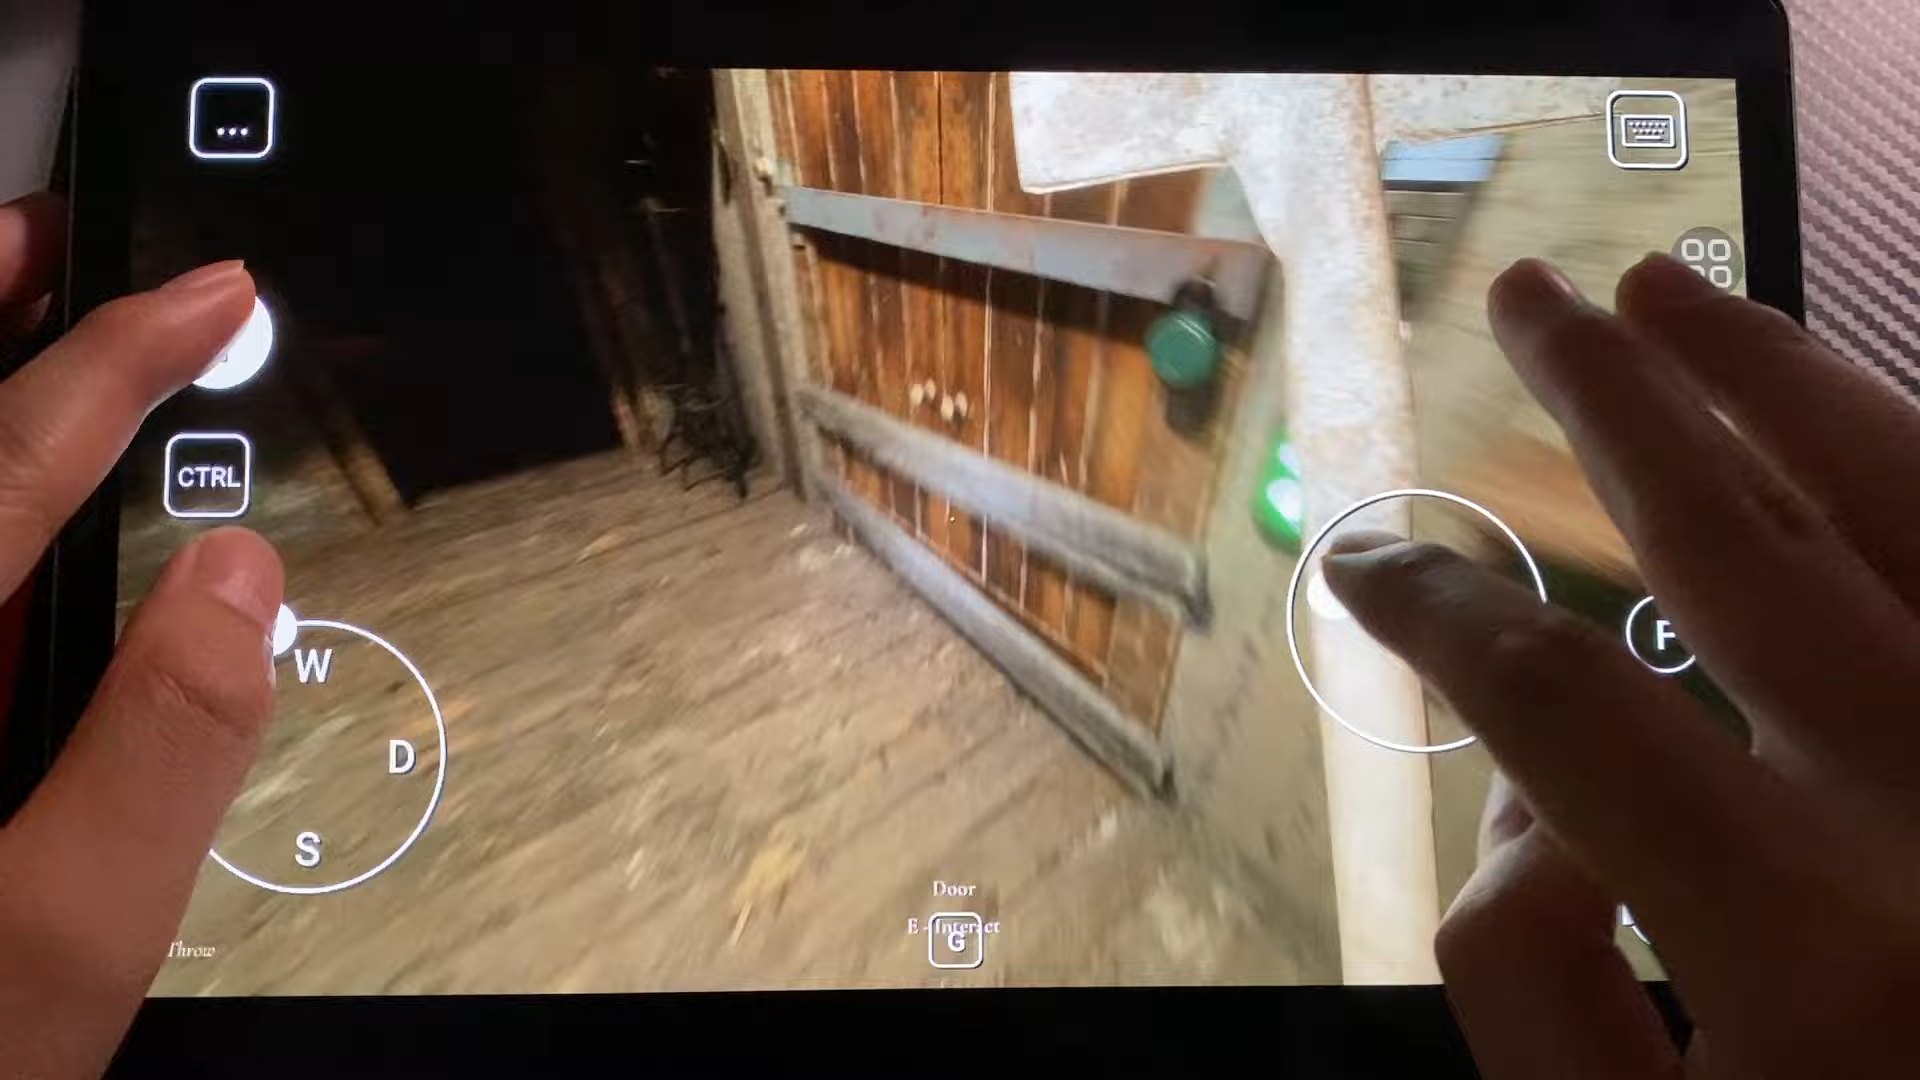 ...
CTRL
W
D
S
F
Door
E - Interact
G
Throw